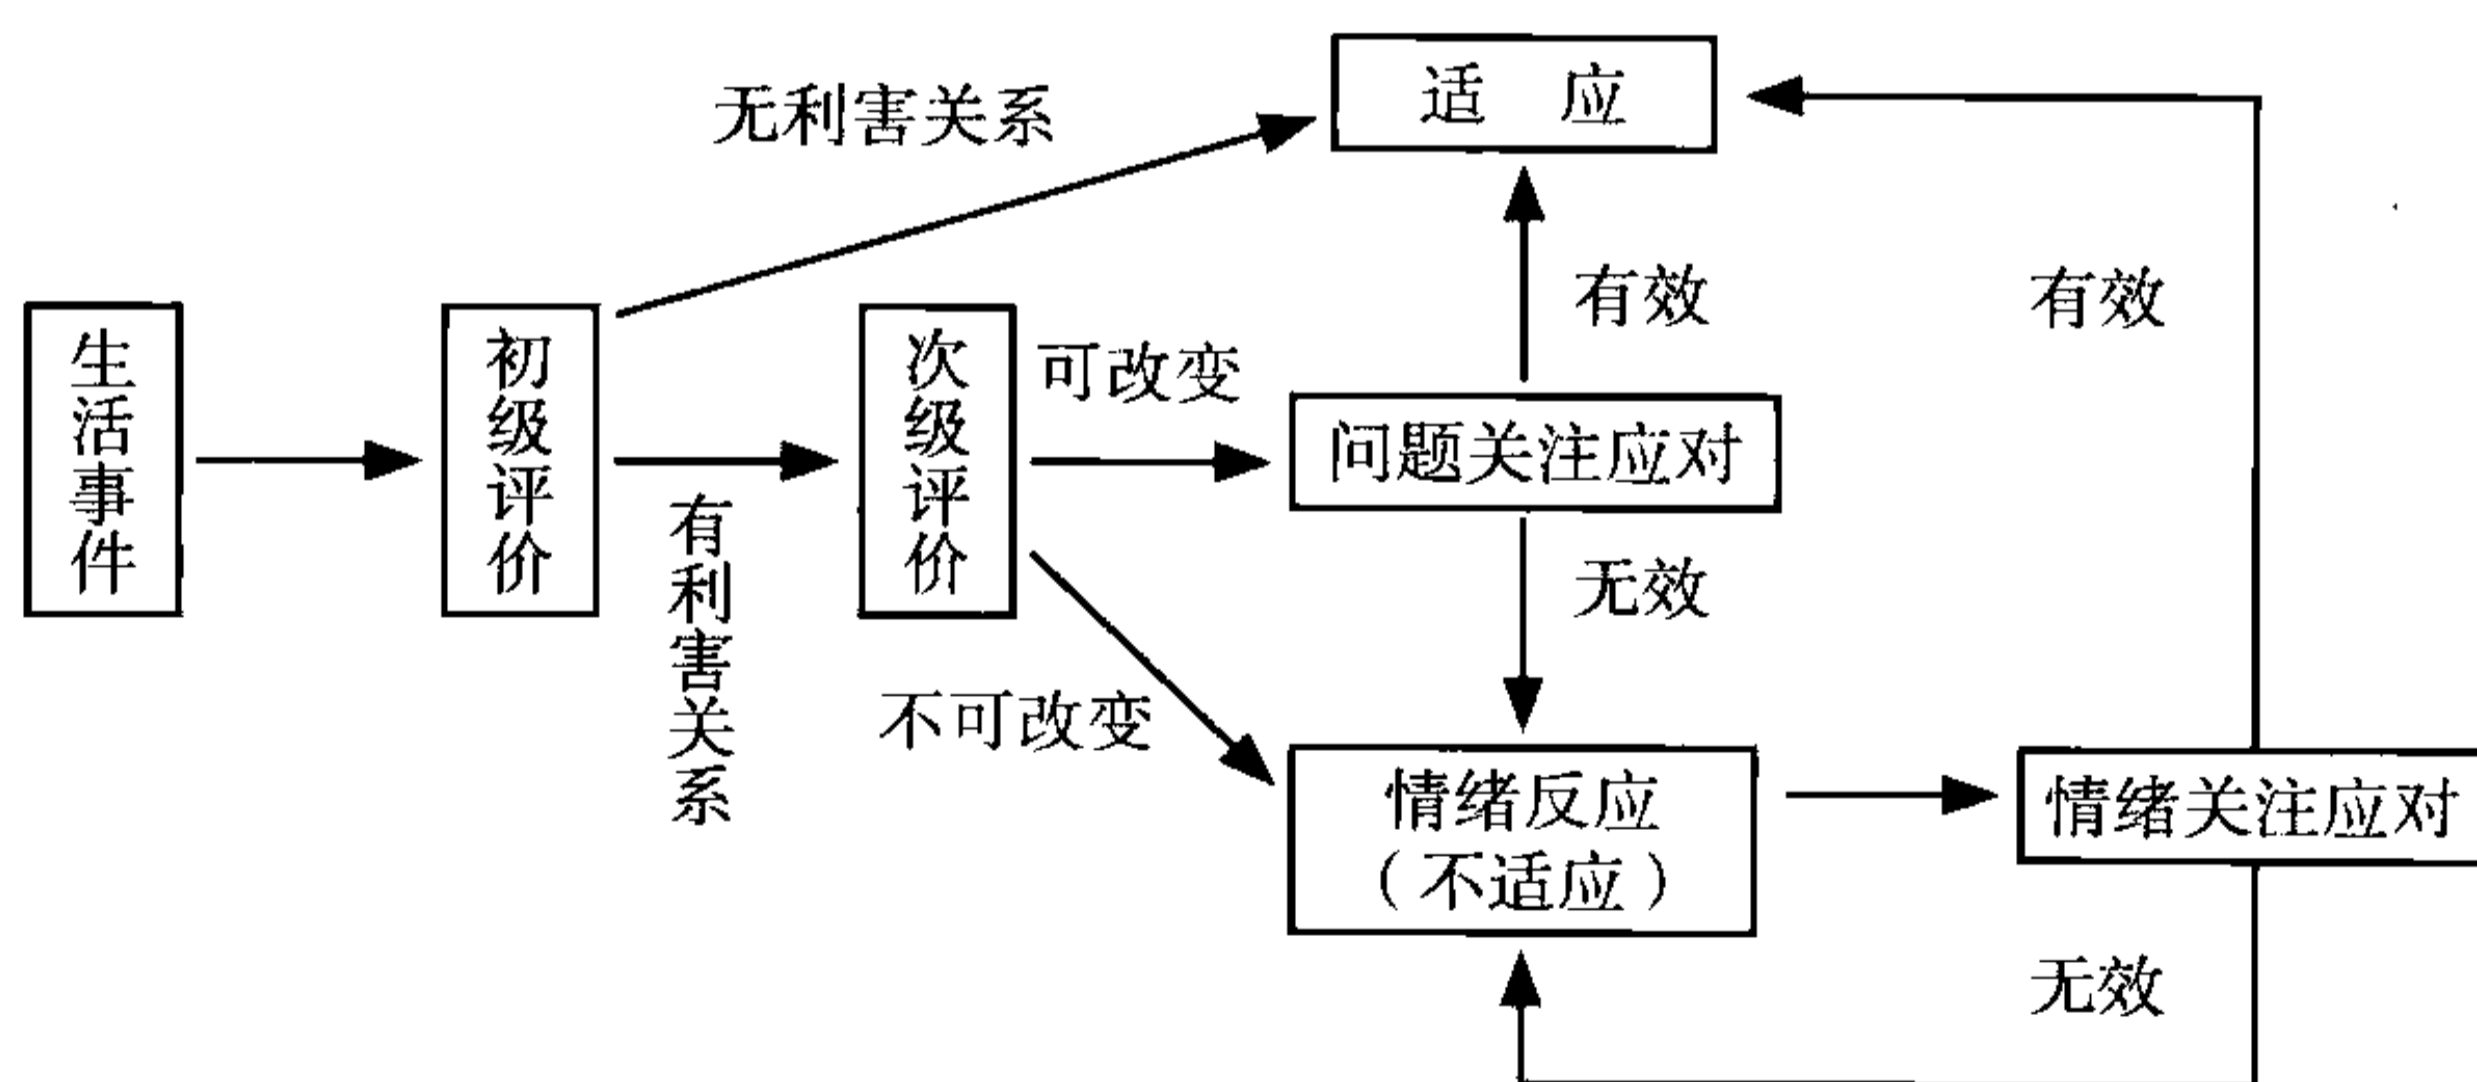 适 应
无利害关系
有效
有效
生活事件
初级评价
次级评价
可改变
问题关注应对
有利害关系
无效
不可改变
情绪反应
（不适应）
情绪关注应对
无效